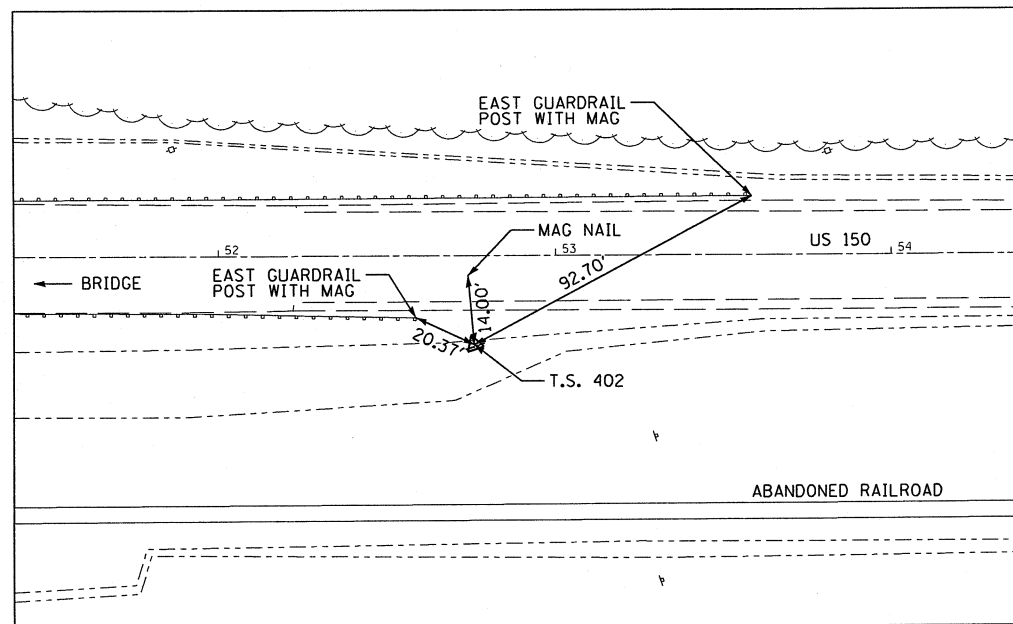 EAST GUARDRAIL
POST WITH MAG
MAG NAIL
52
53
US 150
54
BRIDGE
EAST GUARDRAIL
POST WITH MAG
92.70'
14.00'
20.37'
T.S. 402
ABANDONED RAILROAD